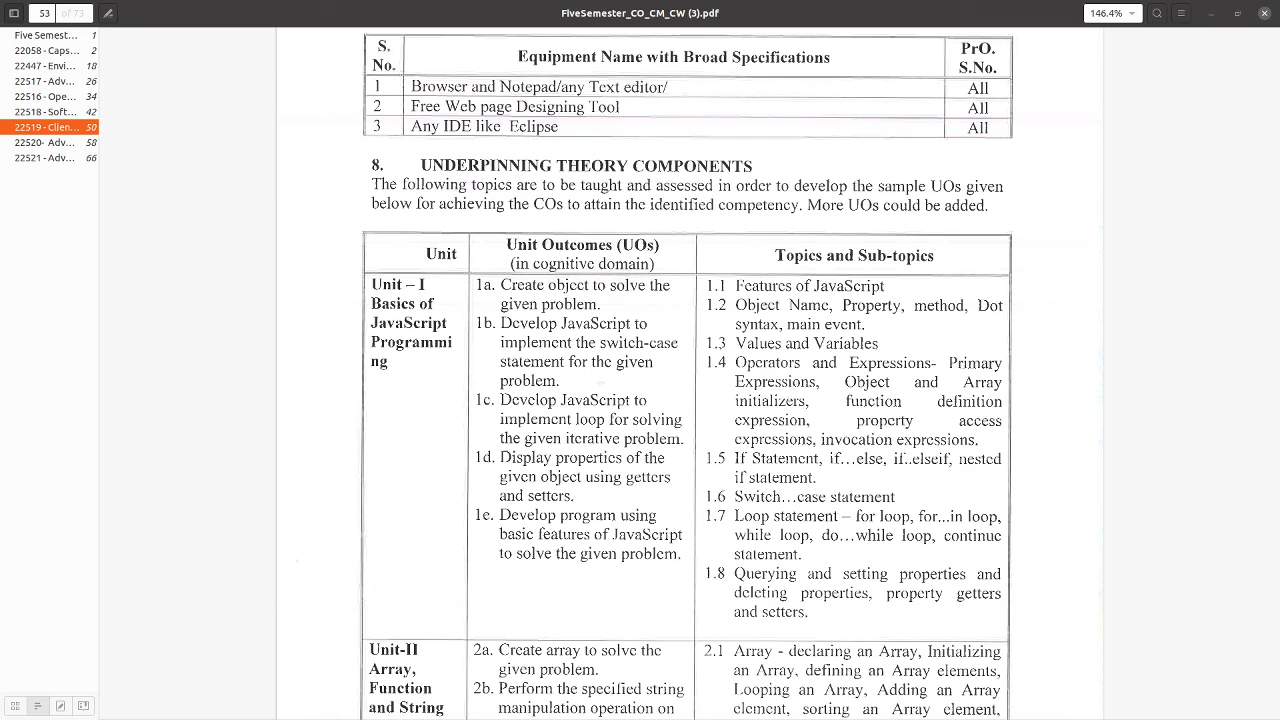 53 of 73
FiveSemester_CO_CM_CW (3).pdf
146.4%
Five Semest... 1
22058 - Caps... 2
22447 - Envi... 18
22517 - Adv... 26
22516 - Ope... 34
22518 - Soft... 42
22519 - Clien... 50
22520- Adv... 58
22521 - Adv... 66
S. No. Equipment Name with Broad Specifications PrO. S.No.
1 Browser and Notepad/any Text editor/ All
2 Free Web page Designing Tool All
3 Any IDE like Eclipse All
8. UNDERPINNING THEORY COMPONENTS
The following topics are to be taught and assessed in order to develop the sample UOs given
below for achieving the COs to attain the identified competency. More UOs could be added.
Unit
Unit Outcomes (UOs)
(in cognitive domain)
Topics and Sub-topics
Unit – I
Basics of
JavaScript
Programmi
ng
1a. Create object to solve the
given problem.
1b. Develop JavaScript to
implement the switch-case
statement for the given
problem.
1c. Develop JavaScript to
implement loop for solving
the given iterative problem.
1d. Display properties of the
given object using getters
and setters.
1e. Develop program using
basic features of JavaScript
to solve the given problem.
1.1 Features of JavaScript
1.2 Object Name, Property, method, Dot
syntax, main event.
1.3 Values and Variables
1.4 Operators and Expressions- Primary
Expressions, Object and Array
initializers, function definition
expression, property access
expressions, invocation expressions.
1.5 If Statement, if…else, if..elseif, nested
if statement.
1.6 Switch…case statement
1.7 Loop statement – for loop, for...in loop,
while loop, do…while loop, continue
statement.
1.8 Querying and setting properties and
deleting properties, property getters
and setters.
Unit-II
Array,
Function
and String
2a. Create array to solve the
given problem.
2b. Perform the specified string
manipulation operation on
2.1 Array - declaring an Array, Initializing
an Array, defining an Array elements,
Looping an Array, Adding an Array
element, sorting an Array element,